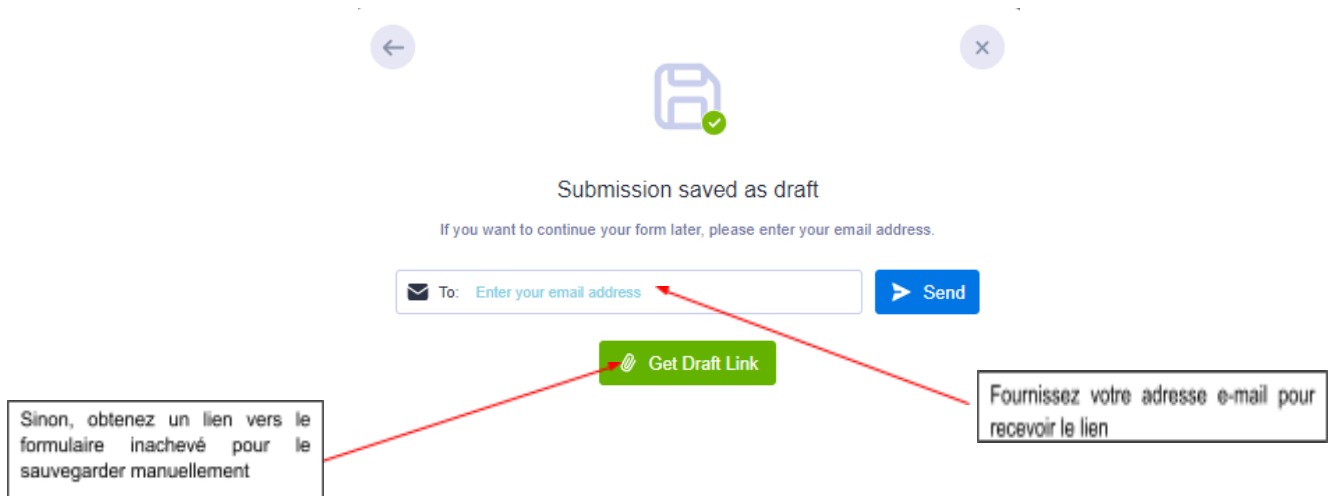 Submission saved as draft
If you want to continue your form later, please enter your email address.
To: Enter your email address
Send
Get Draft Link
Sinon, obtenez un lien vers le
formulaire inachevé pour le
sauvegarder manuellement
Fournissez votre adresse e-mail pour
recevoir le lien